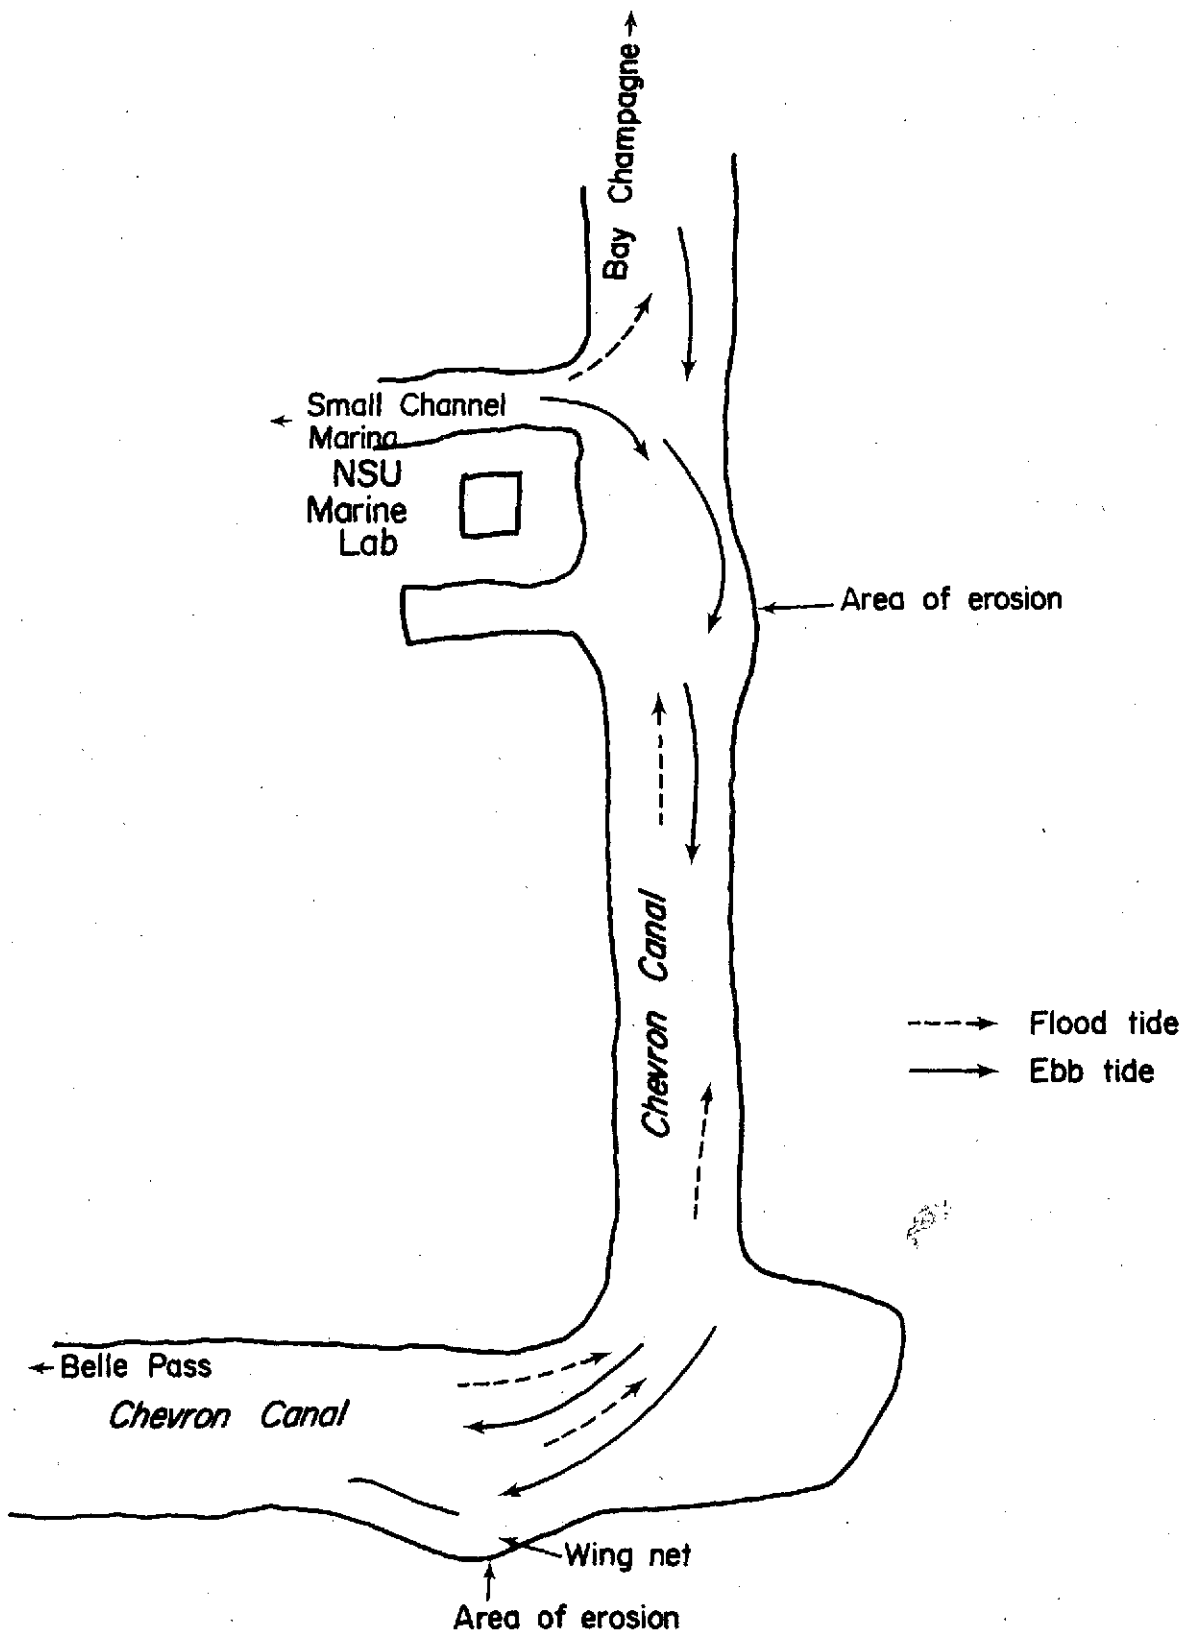 Bay Champagne
Small Channel
Marina
NSU
Marine
Lab
Area of erosion
Chevron Canal
Flood tide
Ebb tide
Belle Pass
Chevron Canal
Wing net
Area of erosion